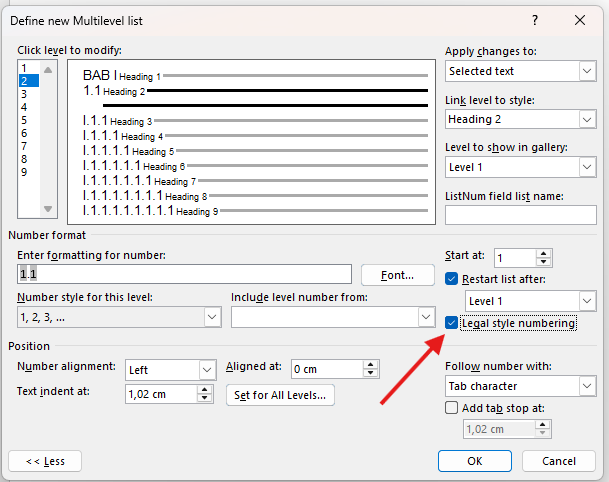 Define new Multilevel list
Click level to modify:
1
2
3
4
5
6
7
8
9
BAB I Heading 1
1.1 Heading 2
I.1.1 Heading 3
I.1.1.1 Heading 4
I.1.1.1.1 Heading 5
I.1.1.1.1.1 Heading 6
I.1.1.1.1.1.1 Heading 7
I.1.1.1.1.1.1.1 Heading 8
I.1.1.1.1.1.1.1.1 Heading 9
Apply changes to:
Selected text
Link level to style:
Heading 2
Level to show in gallery:
Level 1
ListNum field list name:
Number format
Enter formatting for number:
1.1
Font...
Number style for this level:
1, 2, 3, ...
Include level number from:
Start at:
1
Restart list after:
Level 1
Legal style numbering
Position
Number alignment:
Left
Aligned at:
0 cm
Text indent at:
1,02 cm
Set for All Levels...
Follow number with:
Tab character
Add tab stop at:
1,02 cm
<< Less
OK
Cancel